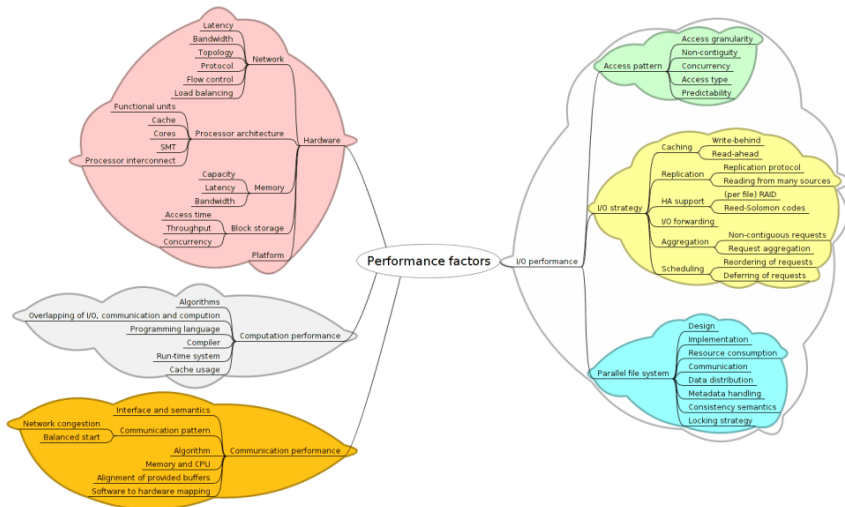 Latency
Bandwidth
Topology
Protocol
Flow control
Load balancing
Network
Functional units
Cache
Cores
SMT
Processor interconnect
Processor architecture
Hardware
Capacity
Latency
Bandwidth
Memory
Access time
Throughput
Concurrency
Block storage
Platform
Algorithms
Overlapping of I/O, communication and compution
Programming language
Compiler
Run-time system
Cache usage
Computation performance
Interface and semantics
Network congestion
Balanced start
Communication pattern
Algorithm
Memory and CPU
Alignment of provided buffers
Software to hardware mapping
Communication performance
Performance factors
I/O performance
Access pattern
Access granularity
Non-contiguity
Concurrency
Access type
Predictability
I/O strategy
Caching
Write-behind
Read-ahead
Replication
Replication protocol
Reading from many sources
HA support
(per file) RAID
Reed-Solomon codes
I/O forwarding
Aggregation
Non-contiguous requests
Request aggregation
Scheduling
Reordering of requests
Deferring of requests
Parallel file system
Design
Implementation
Resource consumption
Communication
Data distribution
Metadata handling
Consistency semantics
Locking strategy